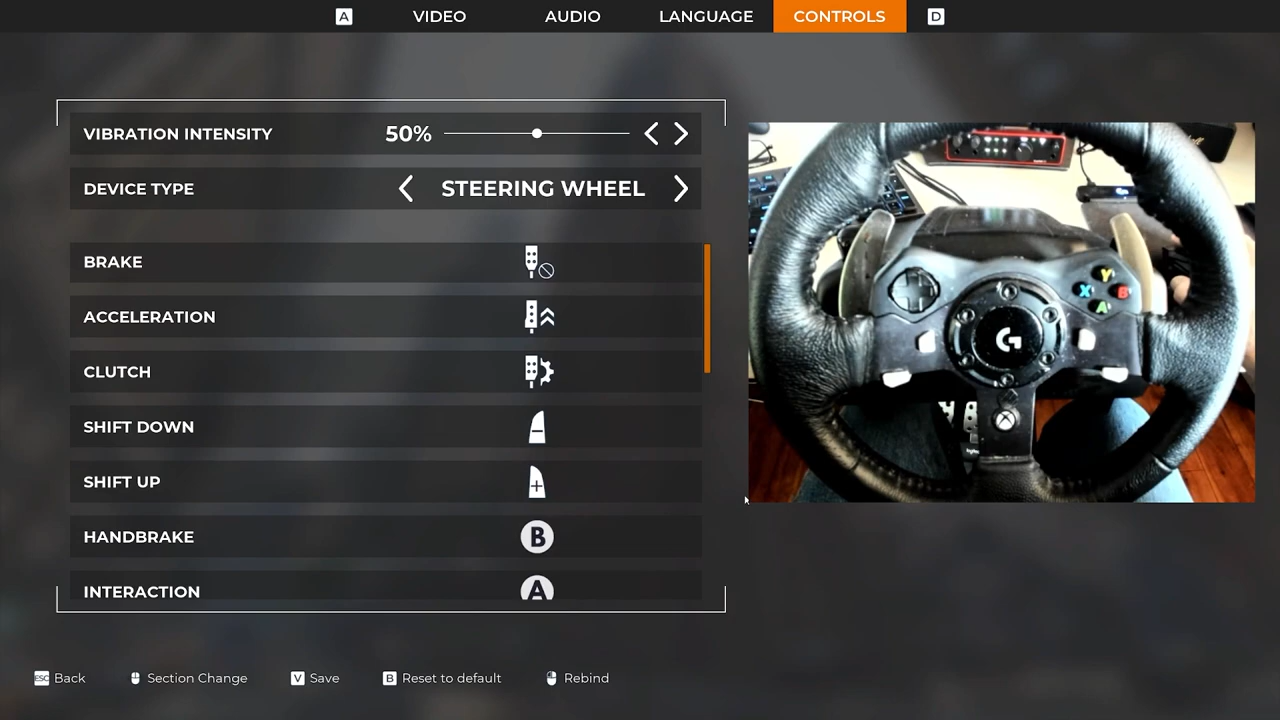 A VIDEO AUDIO LANGUAGE CONTROLS D
VIBRATION INTENSITY 50%
DEVICE TYPE STEERING WHEEL
BRAKE
ACCELERATION
CLUTCH
SHIFT DOWN
SHIFT UP
HANDBRAKE B
INTERACTION A
Y
X B
A
ESC Back Section Change V Save B Reset to default Rebind